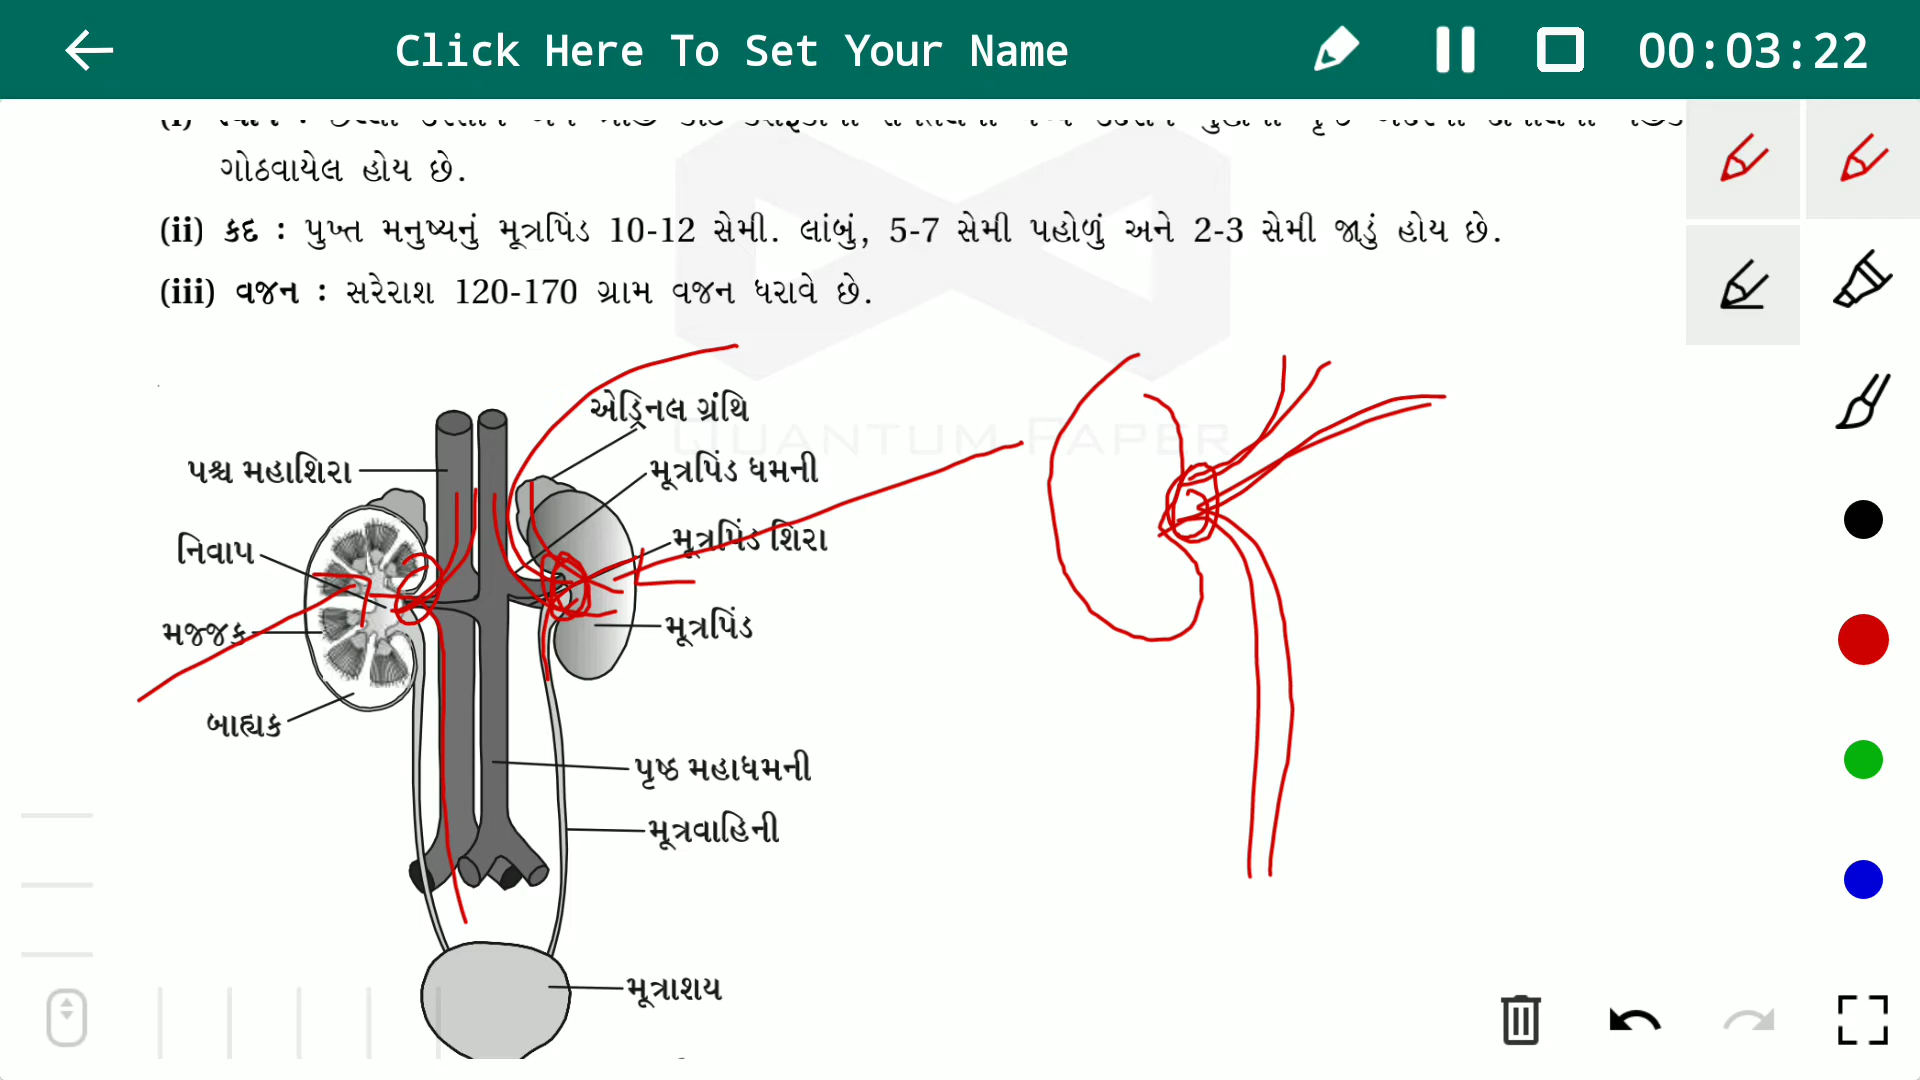 Click Here To Set Your Name
00:03:22
ગોઠવાયેલ હોય છે.
(ii) કદ : પુખ્ત મનુષ્યનું મૂત્રપિંડ 10-12 સેમી. લાંબું, 5-7 સેમી પહોળું અને 2-3 સેમી જાડું હોય છે.
(iii) વજન : સરેરાશ 120-170 ગ્રામ વજન ધરાવે છે.
QUANTUM PAPER
એડ્રિનલ ગ્રંથિ
પશ્ચ મહાશિરા
મૂત્રપિંડ ધમની
નિવાપ
મૂત્રપિંડ શિરા
મજ્જક
મૂત્રપિંડ
બાહ્યક
પૃષ્ઠ મહાધમની
મૂત્રવાહિની
મૂત્રાશય